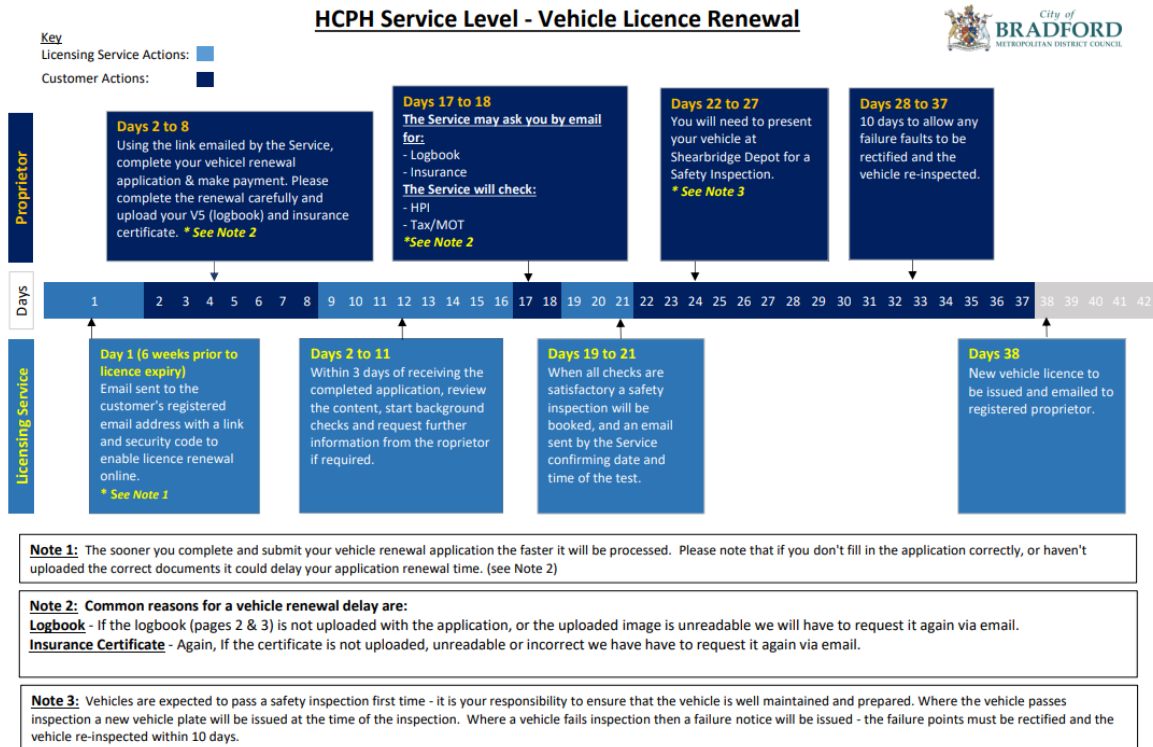 HCPH Service Level - Vehicle Licence Renewal
City of
BRADFORD
METROPOLITAN DISTRICT COUNCIL
Key
Licensing Service Actions:
Customer Actions:
Proprietor
Days 2 to 8
Using the link emailed by the Service,
complete your vehicel renewal
application & make payment. Please
complete the renewal carefully and
upload your V5 (logbook) and insurance
certificate. * See Note 2
Days 17 to 18
The Service may ask you by email
for:
- Logbook
- Insurance
The Service will check:
- HPI
- Tax/MOT
*See Note 2
Days 22 to 27
You will need to present
your vehicle at
Shearbridge Depot for a
Safety Inspection.
* See Note 3
Days 28 to 37
10 days to allow any
failure faults to be
rectified and the
vehicle re-inspected.
Days
1 2 3 4 5 6 7 8 9 10 11 12 13 14 15 16 17 18 19 20 21 22 23 24 25 26 27 28 29 30 31 32 33 34 35 36 37 38 39 40 41 42
Licensing Service
Day 1 (6 weeks prior to
licence expiry)
Email sent to the
customer's registered
email address with a link
and security code to
enable licence renewal
online.
* See Note 1
Days 2 to 11
Within 3 days of receiving the
completed application, review
the content, start background
checks and request further
information from the roprietor
if required.
Days 19 to 21
When all checks are
satisfactory a safety
inspection will be
booked, and an email
sent by the Service
confirming date and
time of the test.
Days 38
New vehicle licence to
be issued and emailed to
registered proprietor.
Note 1: The sooner you complete and submit your vehicle renewal application the faster it will be processed. Please note that if you don't fill in the application correctly, or haven't
uploaded the correct documents it could delay your application renewal time. (see Note 2)
Note 2: Common reasons for a vehicle renewal delay are:
Logbook - If the logbook (pages 2 & 3) is not uploaded with the application, or the uploaded image is unreadable we will have to request it again via email.
Insurance Certificate - Again, If the certificate is not uploaded, unreadable or incorrect we have have to request it again via email.
Note 3: Vehicles are expected to pass a safety inspection first time - it is your responsibility to ensure that the vehicle is well maintained and prepared. Where the vehicle passes
inspection a new vehicle plate will be issued at the time of the inspection. Where a vehicle fails inspection then a failure notice will be issued - the failure points must be rectified and the
vehicle re-inspected within 10 days.